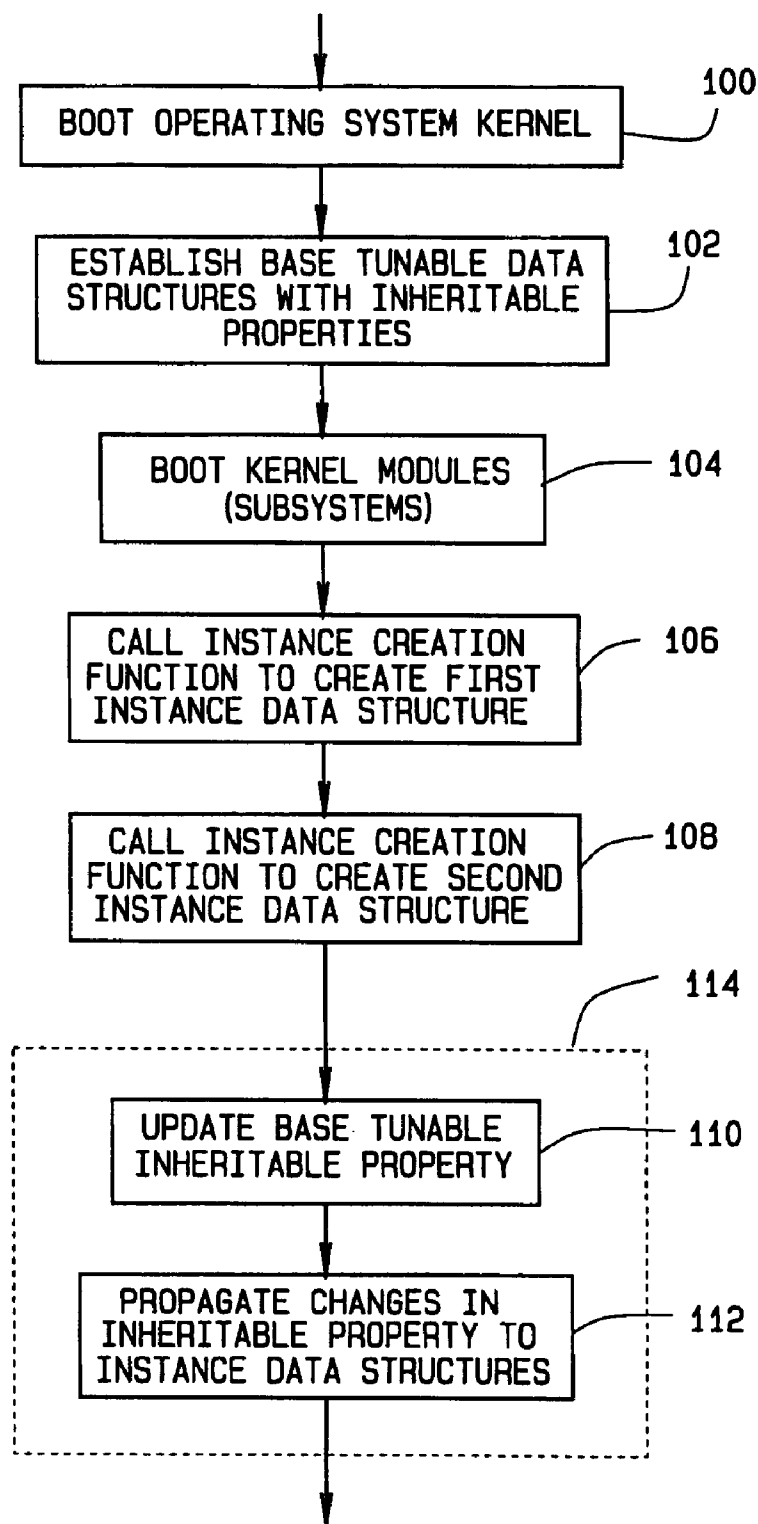 BOOT OPERATING SYSTEM KERNEL
100
ESTABLISH BASE TUNABLE DATA
STRUCTURES WITH INHERITABLE
PROPERTIES
102
BOOT KERNEL MODULES
(SUBSYSTEMS)
104
CALL INSTANCE CREATION
FUNCTION TO CREATE FIRST
INSTANCE DATA STRUCTURE
106
CALL INSTANCE CREATION
FUNCTION TO CREATE SECOND
INSTANCE DATA STRUCTURE
108
114
UPDATE BASE TUNABLE
INHERITABLE PROPERTY
110
PROPAGATE CHANGES IN
INHERITABLE PROPERTY TO
INSTANCE DATA STRUCTURES
112